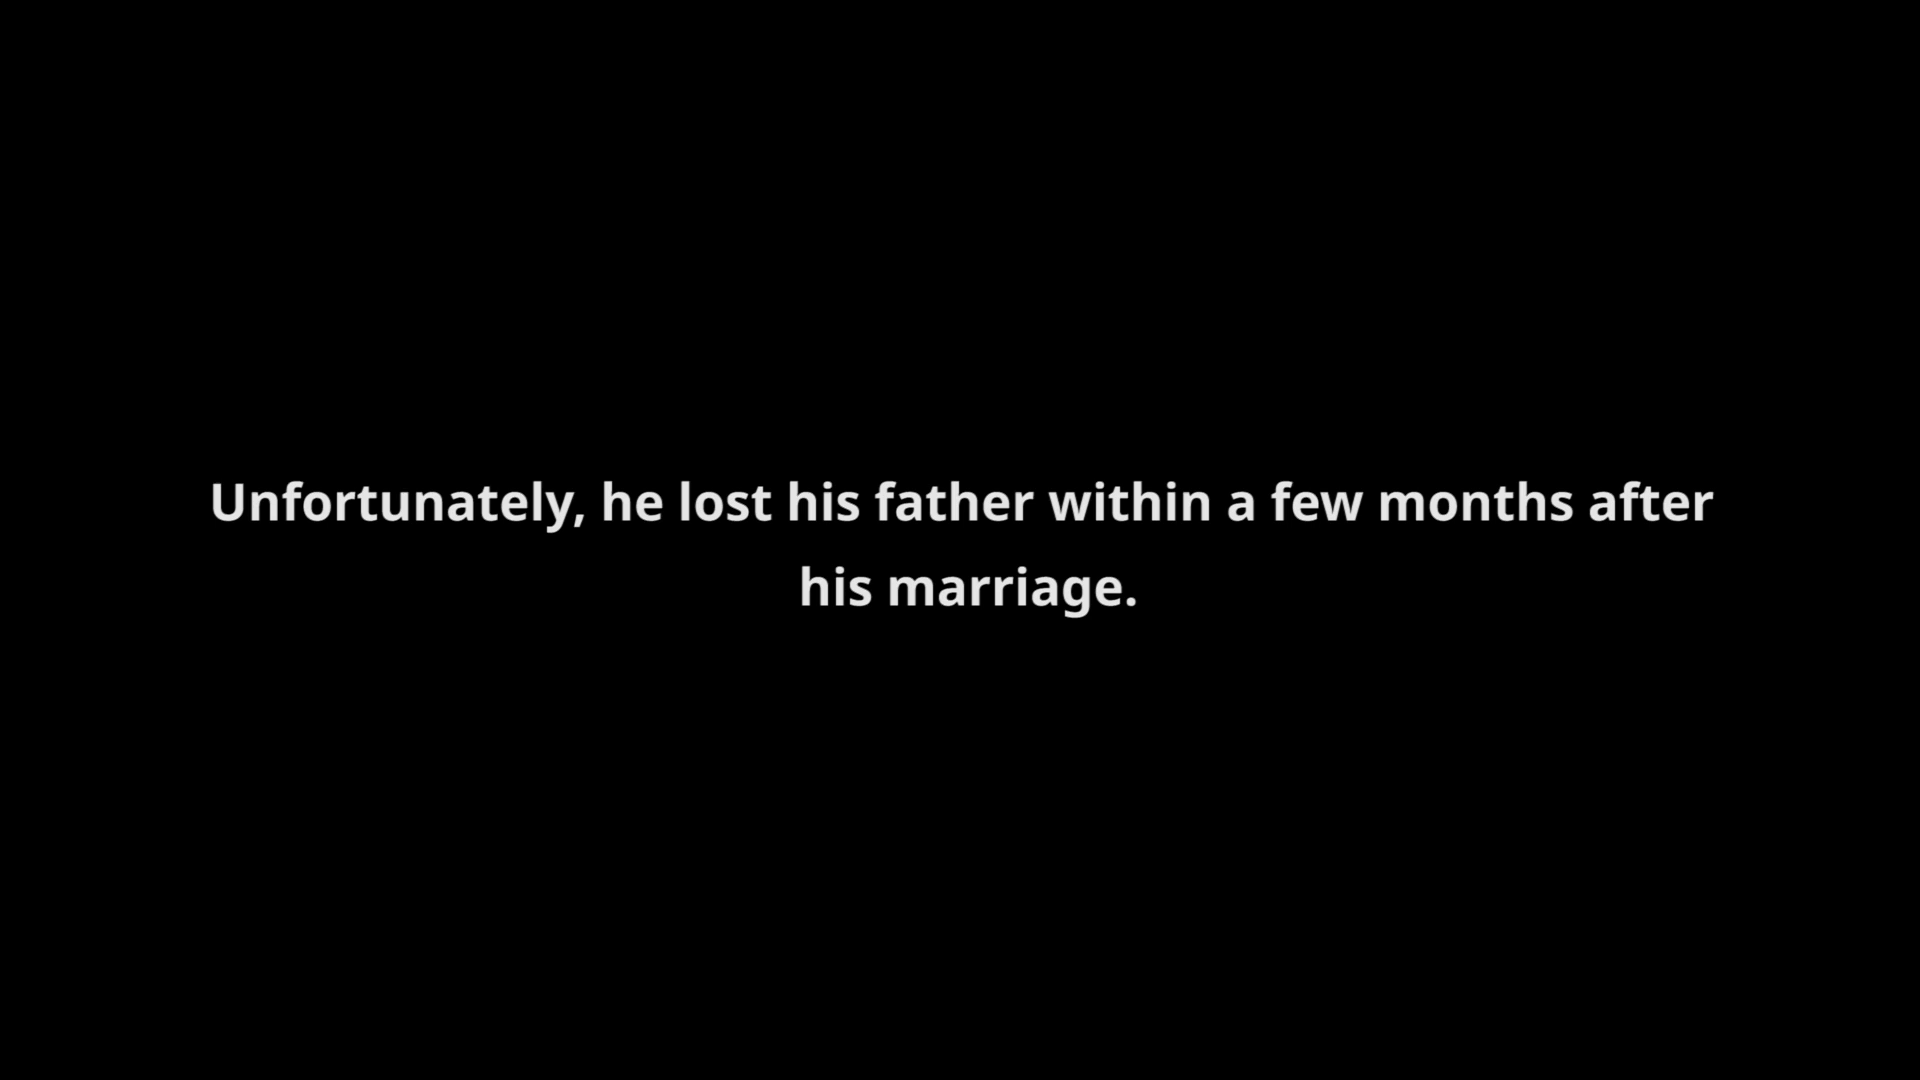 Unfortunately, he lost his father within a few months after
his marriage.